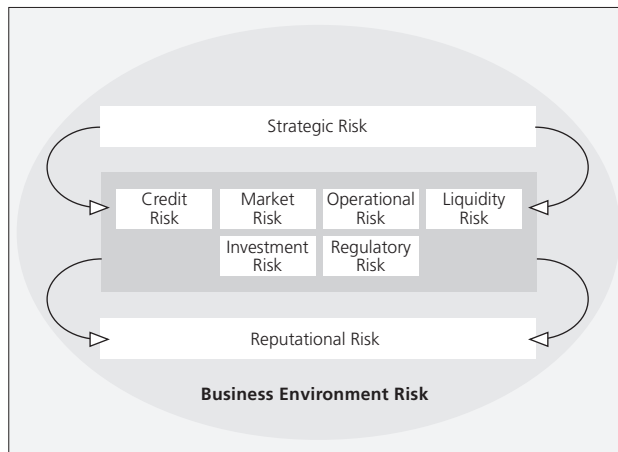 Strategic Risk
Credit
Risk
Market
Risk
Operational
Risk
Liquidity
Risk
Investment
Risk
Regulatory
Risk
Reputational Risk
Business Environment Risk